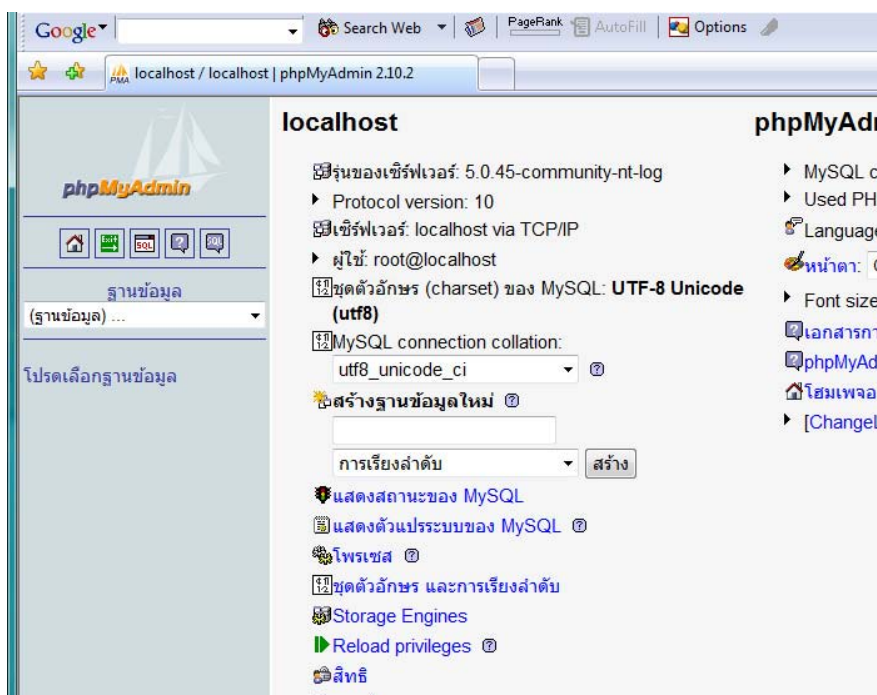 Google
Search Web
PageRank
AutoFill
Options
PMA localhost / localhost | phpMyAdmin 2.10.2
phpMyAdmin
Exit
SQL
SQL
ฐานข้อมูล
(ฐานข้อมูล) ...
โปรดเลือกฐานข้อมูล
localhost
รุ่นของเซิร์ฟเวอร์: 5.0.45-community-nt-log
Protocol version: 10
เซิร์ฟเวอร์: localhost via TCP/IP
ผู้ใช้: root@localhost
ชุดตัวอักษร (charset) ของ MySQL: UTF-8 Unicode
(utf8)
MySQL connection collation:
utf8_unicode_ci
สร้างฐานข้อมูลใหม่
การเรียงลำดับ
สร้าง
แสดงสถานะของ MySQL
แสดงตัวแปรระบบของ MySQL
โพรเซส
ชุดตัวอักษร และการเรียงลำดับ
Storage Engines
Reload privileges
สิทธิ
phpMyAd
MySQL c
Used PH
Language
หน้าตา:
Font size
เอกสารกา
phpMyAd
โฮมเพจอ
[ChangeL